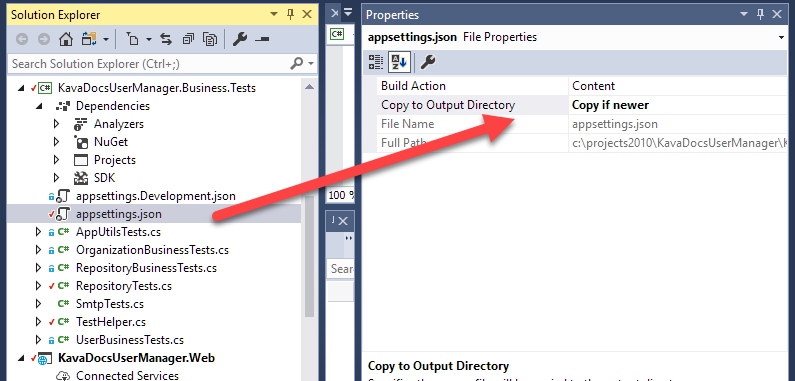 Solution Explorer
Search Solution Explorer (Ctrl+;)
KavaDocsUserManager.Business.Tests
Dependencies
Analyzers
NuGet
Projects
SDK
appsettings.Development.json
appsettings.json
AppUtilsTests.cs
OrganizationBusinessTests.cs
RepositoryBusinessTests.cs
RepositoryTests.cs
SmtpTests.cs
TestHelper.cs
UserBusinessTests.cs
KavaDocsUserManager.Web
Connected Services
100 %
Sear
Properties
appsettings.json File Properties
Build Action Content
Copy to Output Directory Copy if newer
File Name appsettings.json
Full Path c:\projects2010\KavaDocsUserManager\K
Copy to Output Directory